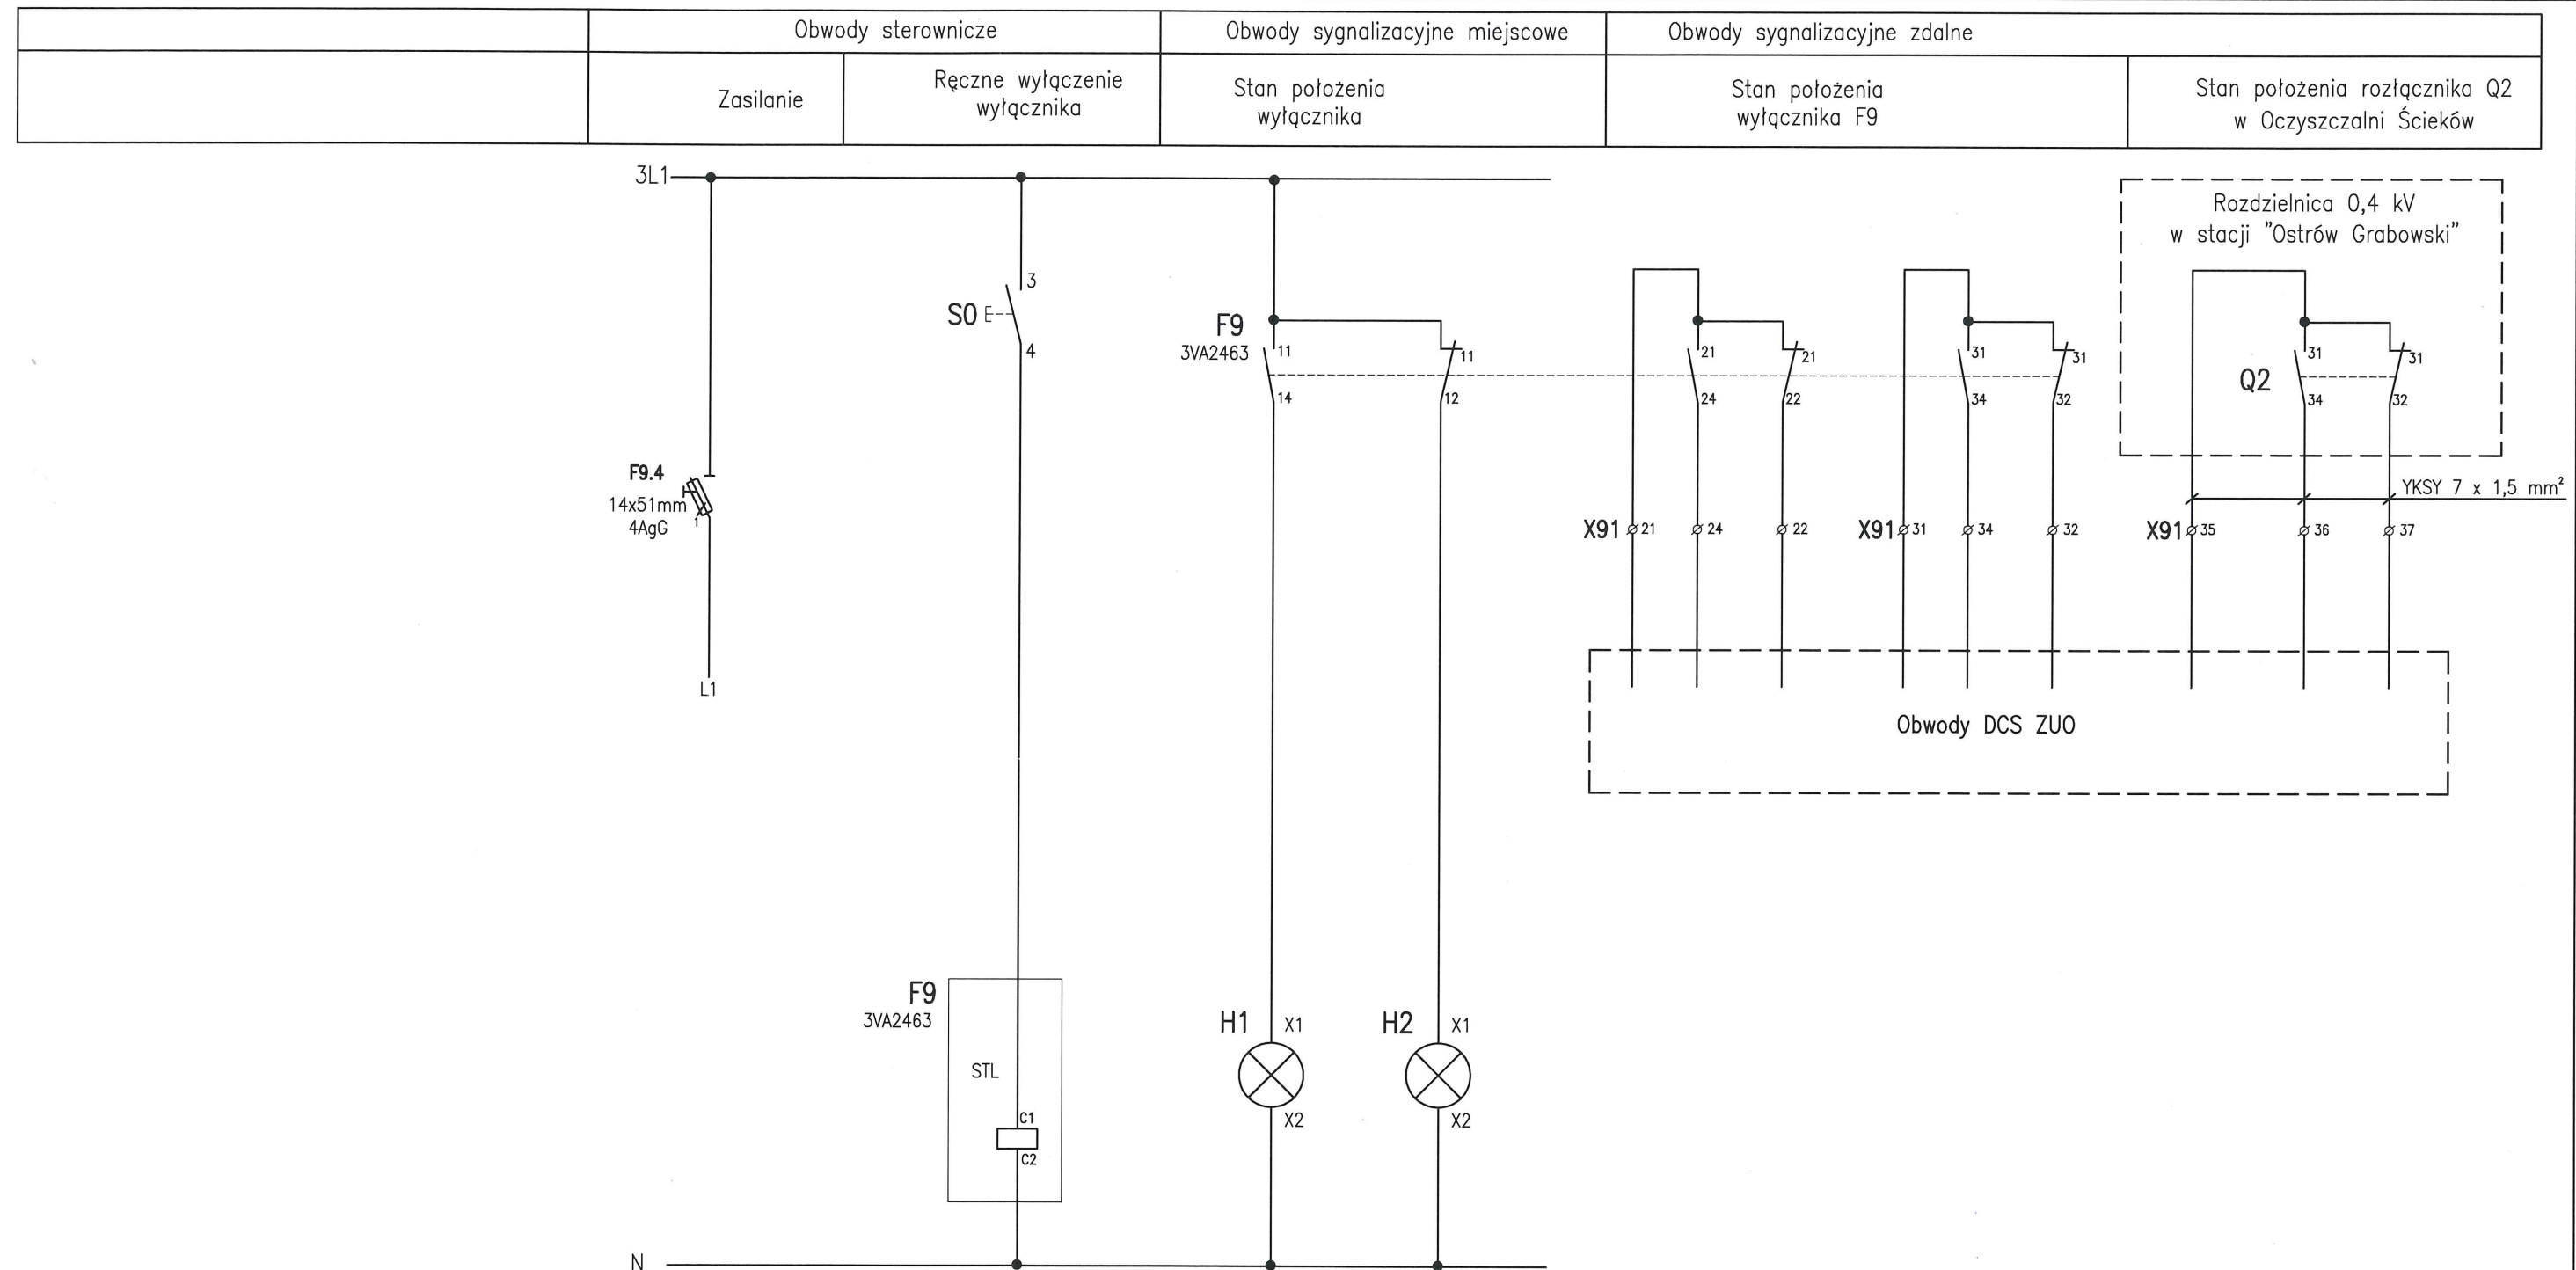 Obwody sterownicze
Obwody sygnalizacyjne miejscowe
Obwody sygnalizacyjne zdalne
Zasilanie
Ręczne wyłączenie
wyłącznika
Stan położenia
wyłącznika
Stan położenia
wyłącznika F9
Stan położenia rozłącznika Q2
w Oczyszczalni Ścieków
3L1
Rozdzielnica 0,4 kV
w stacji "Ostrów Grabowski"
3
S0
4
F9
3VA2463
11
14
11
12
21
24
21
22
31
34
31
32
Q2
31
34
31
32
F9.4
14x51mm
4AgG
1
YKSY 7 x 1,5 mm²
X91 21 24 22
X91 31 34 32
X91 35 36 37
L1
Obwody DCS ZUO
F9
3VA2463
STL
C1
C2
H1 X1
X2
H2 X1
X2
N